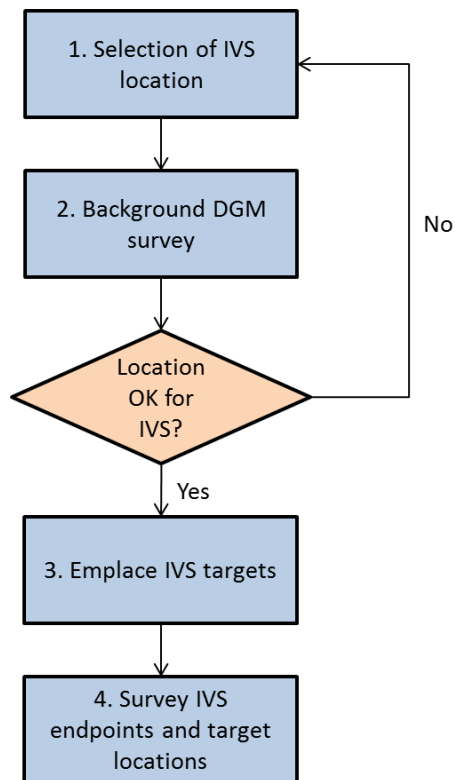 1. Selection of IVS
location
2. Background DGM
survey
No
Location
OK for
IVS?
Yes
3. Emplace IVS targets
4. Survey IVS
endpoints and target
locations